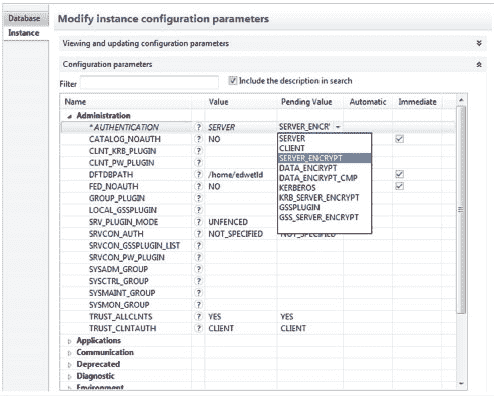 Database
Instance
Modify instance configuration parameters
Viewing and updating configuration parameters
Configuration parameters
Filter
Include the description in search
Name Value Pending Value Automatic Immediate
Administration
* AUTHENTICATION ? SERVER SERVER_ENCR
CATALOG_NOAUTH ? NO
SERVER
CLNT_KRB_PLUGIN ?
CLIENT
CLNT_PW_PLUGIN ?
SERVER_ENCRYPT
DATA_ENCRYPT
DFTDBPATH ? /home/edwetld
DATA_ENCRYPT_CMP
FED_NOAUTH ? NO
KERBEROS
GROUP_PLUGIN ?
KRB_SERVER_ENCRYPT
LOCAL_GSSPLUGIN ?
GSSPLUGIN
SRV_PLUGIN_MODE ? UNFENCED
GSS_SERVER_ENCRYPT
SRVCON_AUTH ? NOT_SPECIFIED NOT_SPECIFIED
SRVCON_GSSPLUGIN_LIST ?
SRVCON_PW_PLUGIN ?
SYSADM_GROUP ?
SYSCTRL_GROUP ?
SYSMAINT_GROUP ?
SYSMON_GROUP ?
TRUST_ALLCLNTS ? YES YES
TRUST_CLNTAUTH ? CLIENT CLIENT
Applications
Communication
Deprecated
Diagnostic
Environment